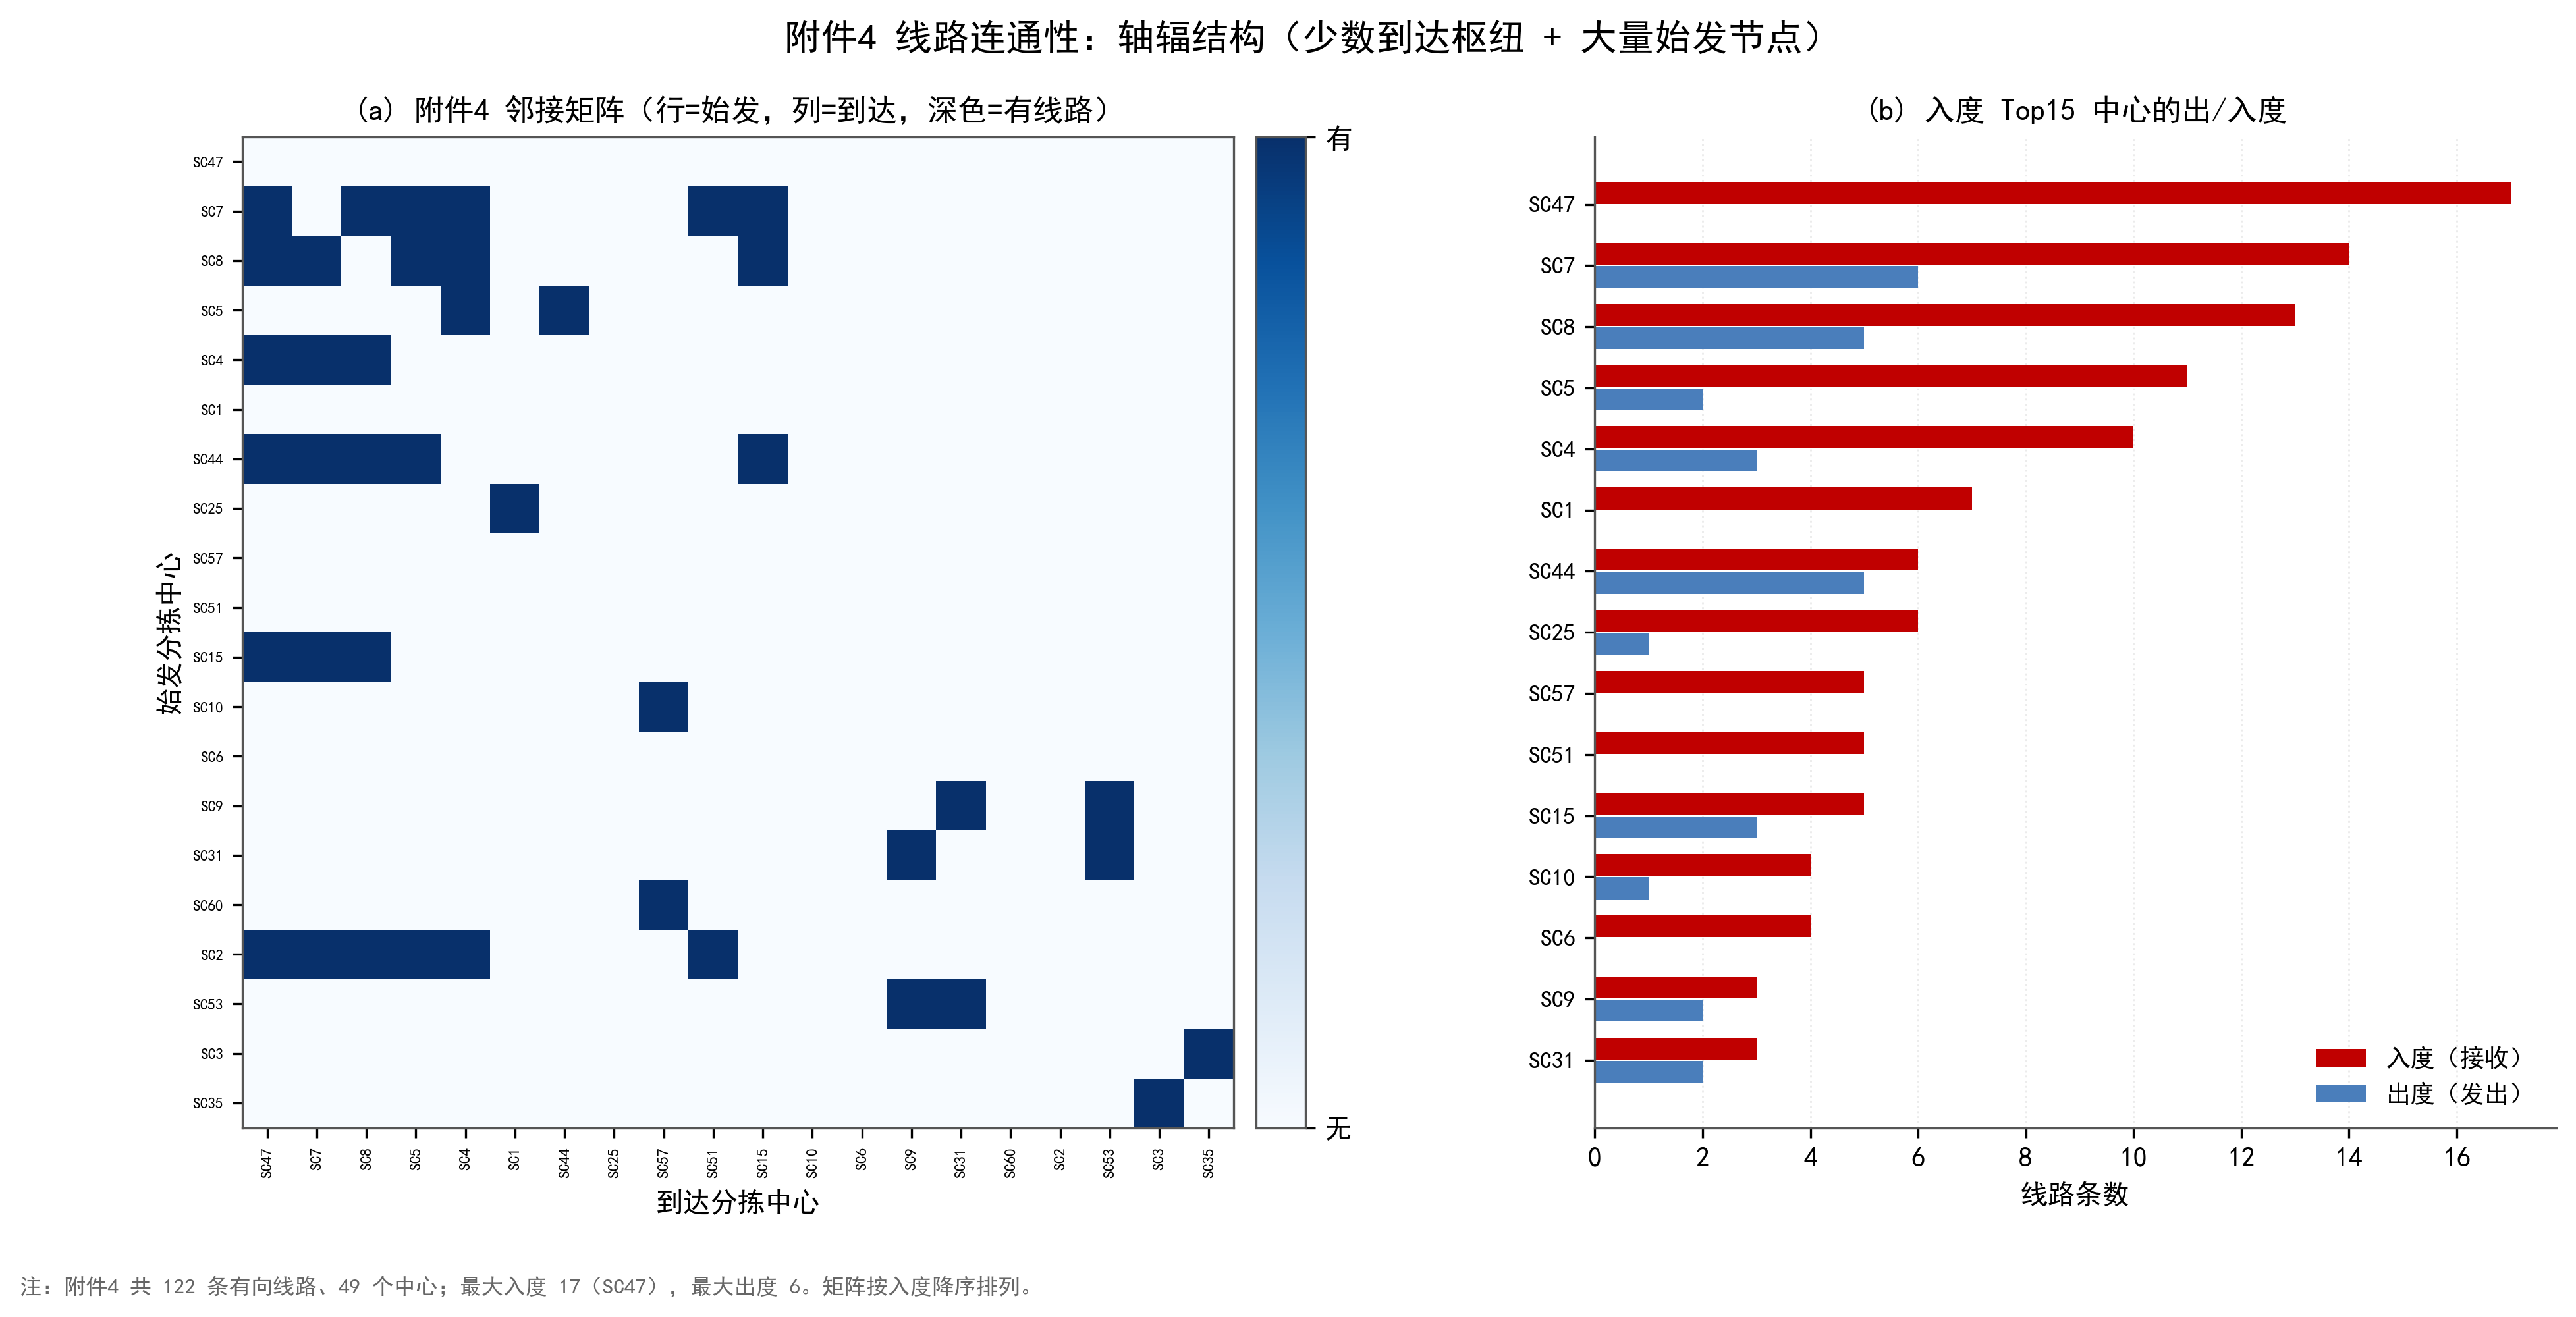 附件4 线路连通性：轴辐结构（少数到达枢纽 + 大量始发节点）
(a) 附件4 邻接矩阵（行=始发，列=到达，深色=有线路）
始发分拣中心
SC47
SC7
SC8
SC5
SC4
SC1
SC44
SC25
SC57
SC51
SC15
SC10
SC6
SC9
SC31
SC60
SC2
SC53
SC3
SC35
SC47 SC7 SC8 SC5 SC4 SC1 SC44 SC25 SC57 SC51 SC15 SC10 SC6 SC9 SC31 SC60 SC2 SC53 SC3 SC35
到达分拣中心
有
无
(b) 入度 Top15 中心的出/入度
SC47
SC7
SC8
SC5
SC4
SC1
SC44
SC25
SC57
SC51
SC15
SC10
SC6
SC9
SC31
入度（接收）
出度（发出）
0 2 4 6 8 10 12 14 16
线路条数
注：附件4 共 122 条有向线路、49 个中心；最大入度 17（SC47），最大出度 6。矩阵按入度降序排列。